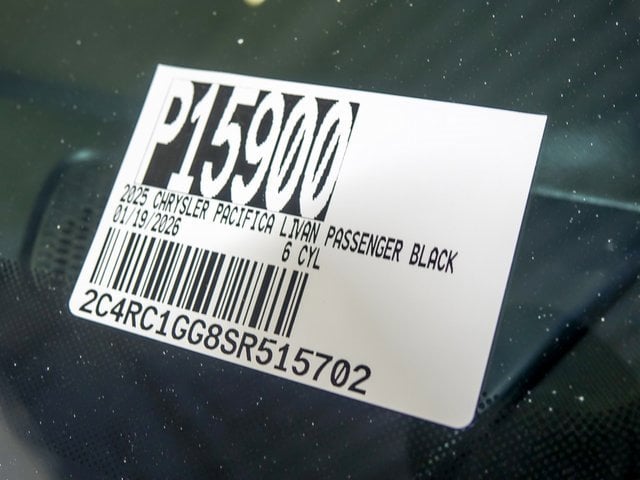 P15900
2025 CHRYSLER PACIFICA LIVAN PASSENGER BLACK
01/19/2026 6 CYL
2C4RC1GG8SR515702